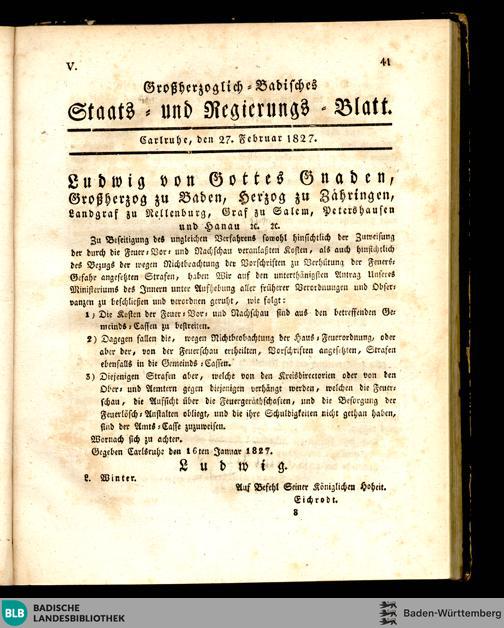 V.
41
Großherzoglich-Badisches
Staats- und Regierungs-Blatt.
Carlruhe, den 27. Februar 1827.
Ludwig von Gottes Gnaden,
Großherzog zu Baden, Herzog zu Zähringen,
Landgraf zu Nellenburg, Graf zu Salem, Petershausen
und Hanau ꝛc. ꝛc.
Zu Beseitigung des ungleichen Verfahrens sowohl hinsichtlich der Zuweisung
der durch die Feuer-Vor- und Nachschau veranlaßten Kosten, als auch hinsichtlich
des Bezugs der wegen Nichtbeachtung der Vorschriften zu Verhütung der Feuers-
Gefahr angesetzten Strafen, haben Wir auf den unterthänigsten Antrag Unseres
Ministeriums des Innern unter Aufhebung aller früherer Verordnungen und Obser-
vanzen zu beschließen und verordnen geruht, wie folgt:
1) Die Kosten der Feuer-Vor- und Nachschau sind aus den betreffenden Ge-
meinds-Cassen zu bestreiten.
2) Dagegen fallen die, wegen Nichtbeobachtung der Haus-Feuerordnung, oder
aber der, von der Feuerschau ertheilten, Vorschriften angesetzten, Strafen
ebenfalls in die Gemeinds-Cassen.
3) Diejenigen Strafen aber, welche von den Kreisdirectorien oder von den
Ober- und Aemtern gegen diejenigen verhängt werden, welchen die Feuer-
schau, die Aufsicht über die Feuergeräthschaften, und die Besorgung der
Feuerlösch-Anstalten obliegt, und die ihre Schuldigkeiten nicht gethan haben,
sind der Amts-Casse zuzuweisen.
Wornach sich zu achten.
Gegeben Carlsruhe den 16ten Januar 1827.
Ludwig.
L. Winter.
Auf Befehl Seiner Königlichen Hoheit.
Eichrodt.
8
BLB BADISCHE
LANDESBIBLIOTHEK
Baden-Württemberg